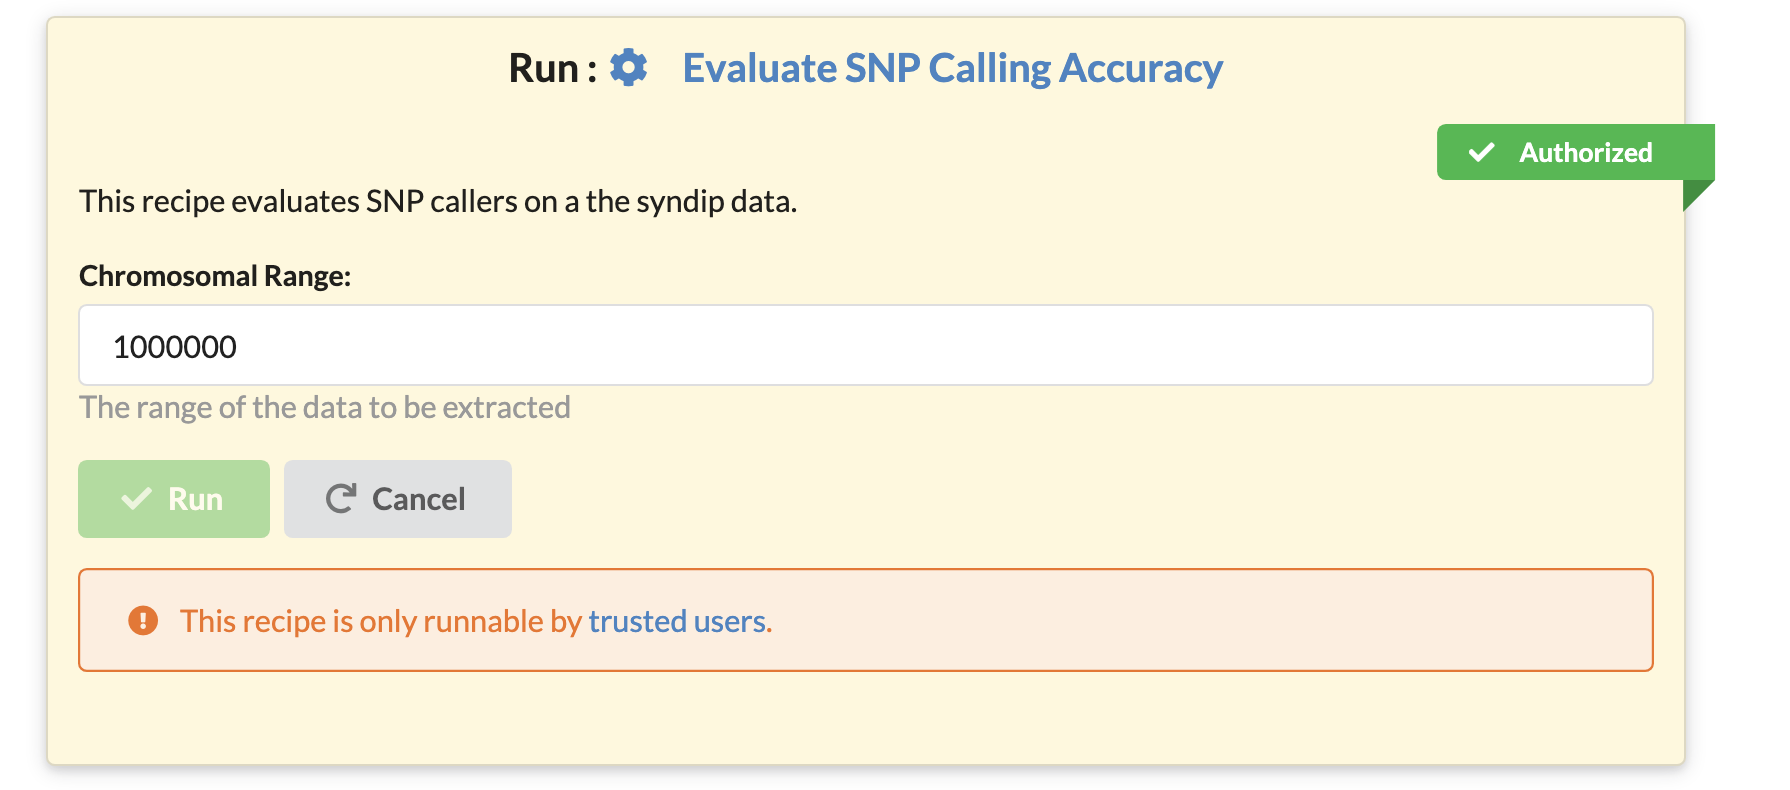 Run : Evaluate SNP Calling Accuracy
Authorized
This recipe evaluates SNP callers on a the syndip data.
Chromosomal Range:
1000000
The range of the data to be extracted
Run Cancel
This recipe is only runnable by trusted users.